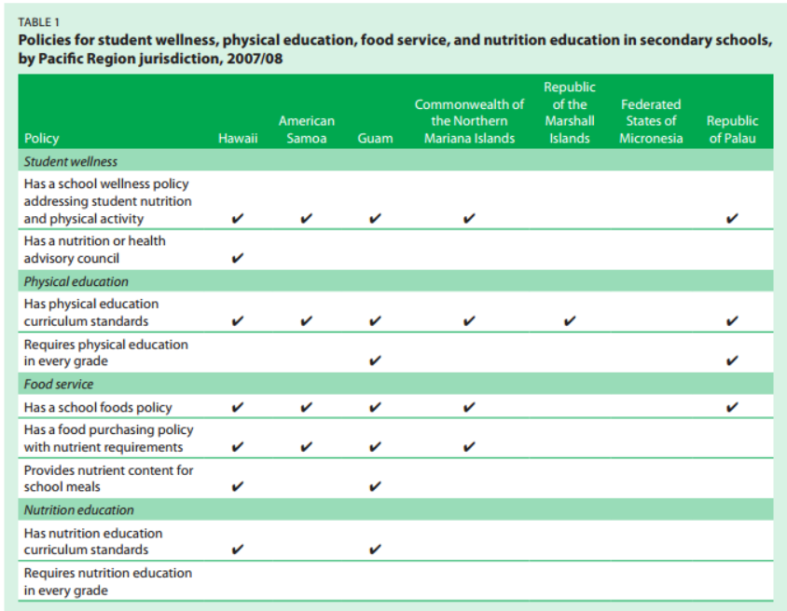 TABLE 1
Policies for student wellness, physical education, food service, and nutrition education in secondary schools,
by Pacific Region jurisdiction, 2007/08
Policy
Hawaii
American
Samoa
Guam
Commonwealth of
the Northern
Mariana Islands
Republic
of the
Marshall
Islands
Federated
States of
Micronesia
Republic
of Palau
Student wellness
Has a school wellness policy
addressing student nutrition
and physical activity ✔ ✔ ✔ ✔ ✔
Has a nutrition or health
advisory council ✔
Physical education
Has physical education
curriculum standards ✔ ✔ ✔ ✔ ✔ ✔
Requires physical education
in every grade ✔ ✔
Food service
Has a school foods policy ✔ ✔ ✔ ✔ ✔
Has a food purchasing policy
with nutrient requirements ✔ ✔ ✔ ✔
Provides nutrient content for
school meals ✔ ✔
Nutrition education
Has nutrition education
curriculum standards ✔ ✔
Requires nutrition education
in every grade